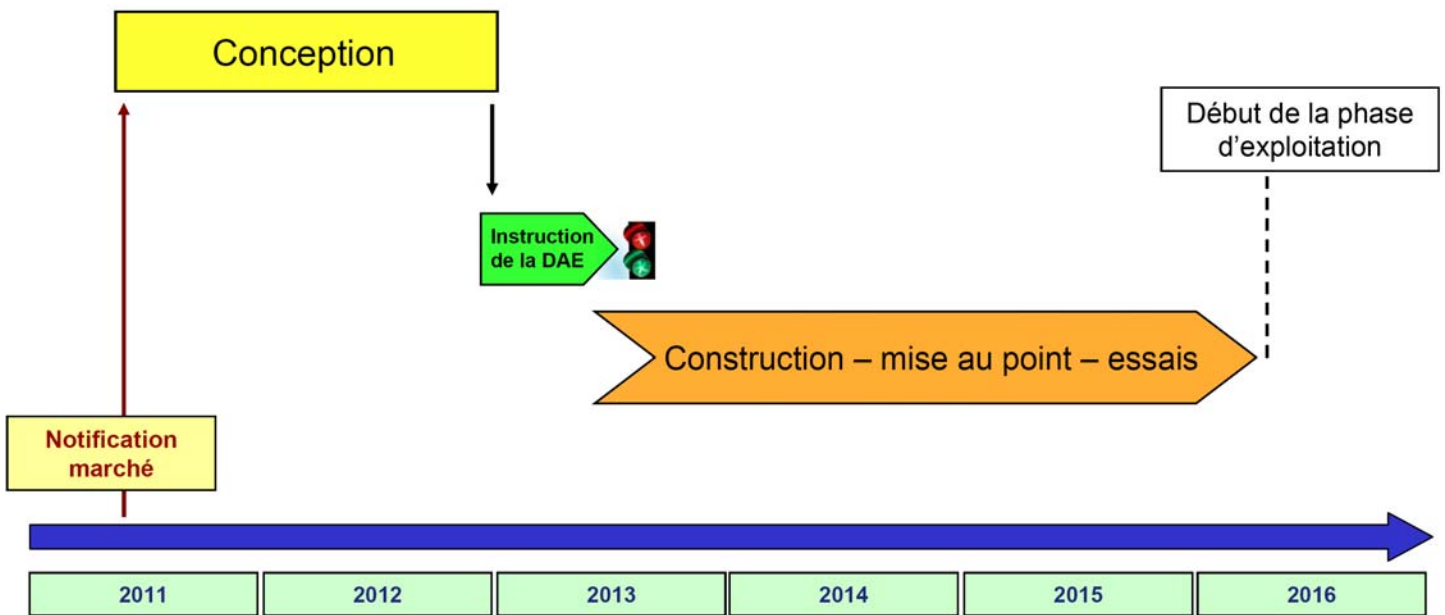 Conception
Début de la phase
d’exploitation
Instruction
de la DAE
Construction – mise au point – essais
Notification
marché
2011
2012
2013
2014
2015
2016